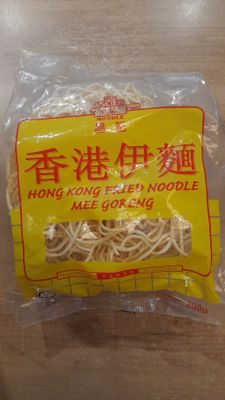 NOODLE
香港伊麵
HONG KONG FRIED NOODLE
MEE GORENG
200G